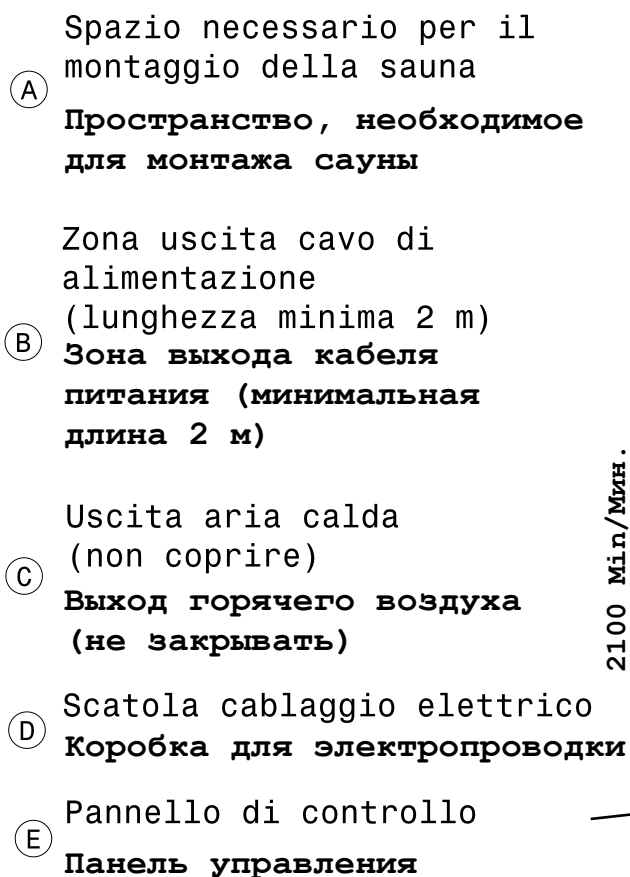 Spazio necessario per il
montaggio della sauna
A
Пространство, необходимое
для монтажа сауны
Zona uscita cavo di
alimentazione
(lunghezza minima 2 m)
B
Зона выхода кабеля
питания (минимальная
длина 2 м)
Uscita aria calda
(non coprire)
C
Выход горячего воздуха
(не закрывать)
2100 Min/Мин.
Scatola cablaggio elettrico
D
Коробка для электропроводки
Pannello di controllo
E
Панель управления